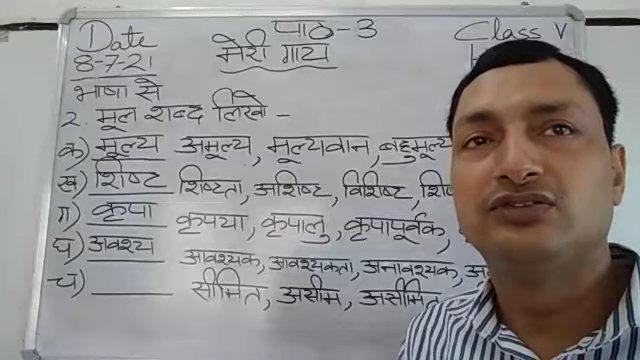 Date पाठ-3 Class V
8-7-21 मेरी गाय
भाषा से
2. मूल शब्द लिखो -
क) मूल्य अमूल्य, मूल्यवान, बहुमूल्य
ख) शिष्ट शिष्टता, अशिष्ट, विशिष्ट,
ग) कृपा कृपया, कृपालु, कृपापूर्वक,
घ) अवश्य आवश्यक, आवश्यकता, अनावश्यक,
च) ______ सीमित, असीम, असीमित